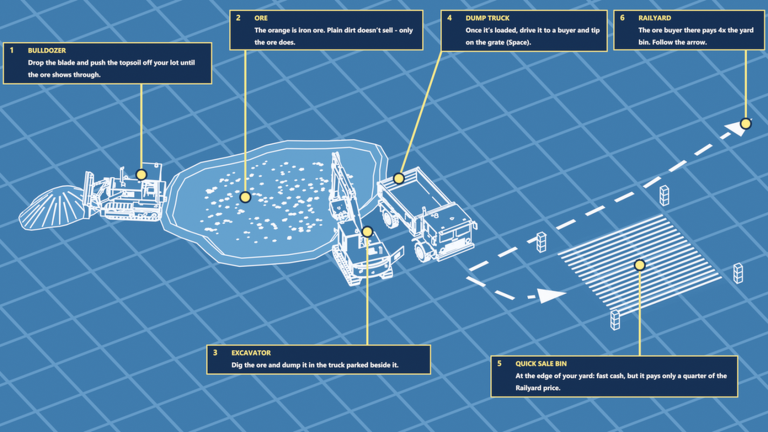 1 BULLDOZER
Drop the blade and push the topsoil off your lot until
the ore shows through.
2 ORE
The orange is iron ore. Plain dirt doesn't sell - only
the ore does.
4 DUMP TRUCK
Once it's loaded, drive it to a buyer and tip
on the grate (Space).
6 RAILYARD
The ore buyer there pays 4x the yard
bin. Follow the arrow.
3 EXCAVATOR
Dig the ore and dump it in the truck parked beside it.
5 QUICK SALE BIN
At the edge of your yard: fast cash, but it pays only a quarter of the
Railyard price.